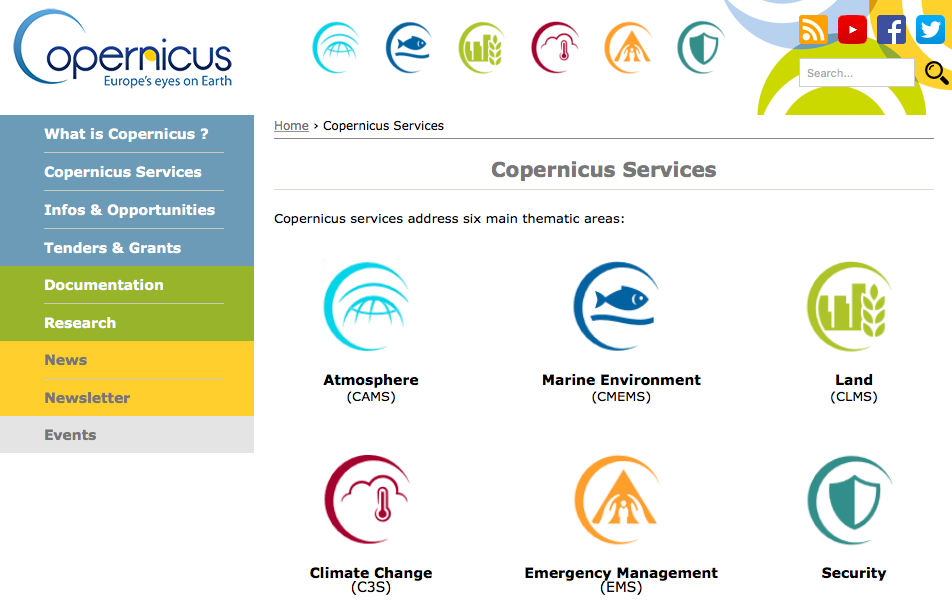 Copernicus
Europe's eyes on Earth
Search...
What is Copernicus ?
Copernicus Services
Infos & Opportunities
Tenders & Grants
Documentation
Research
News
Newsletter
Events
Home › Copernicus Services
Copernicus Services
Copernicus services address six main thematic areas:
Atmosphere
(CAMS)
Marine Environment
(CMEMS)
Land
(CLMS)
Climate Change
(C3S)
Emergency Management
(EMS)
Security